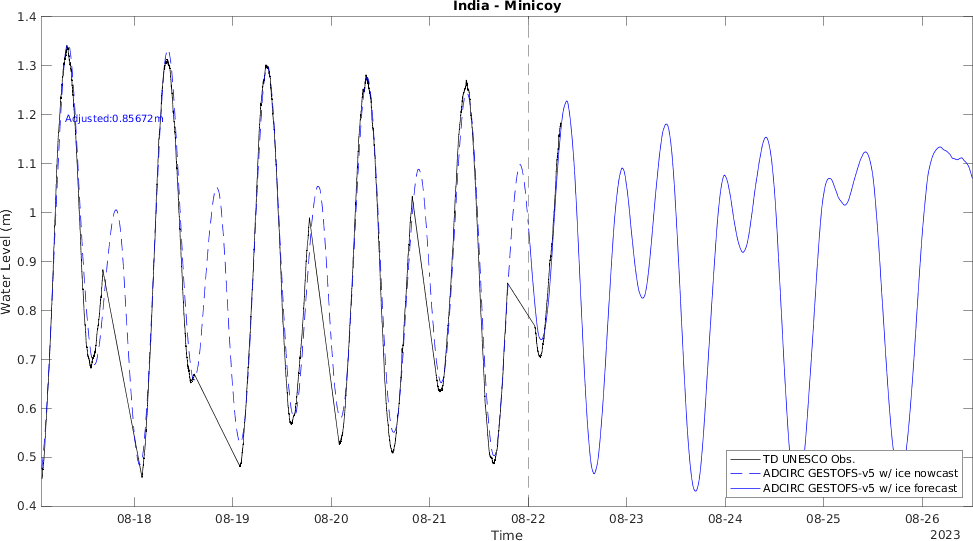 India - Minicoy
1.4
1.3
1.2
1.1
1
0.9
0.8
0.7
0.6
0.5
0.4
Water Level (m)
Adjusted:0.85672m
TD UNESCO Obs.
ADCIRC GESTOFS-v5 w/ ice nowcast
ADCIRC GESTOFS-v5 w/ ice forecast
08-18 08-19 08-20 08-21 08-22 08-23 08-24 08-25 08-26
Time
2023